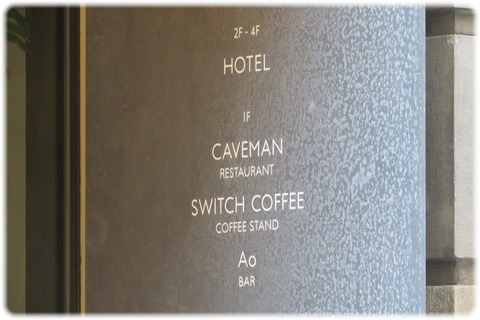 2F - 4F
HOTEL
1F
CAVEMAN
RESTAURANT
SWITCH COFFEE
COFFEE STAND
Ao
BAR